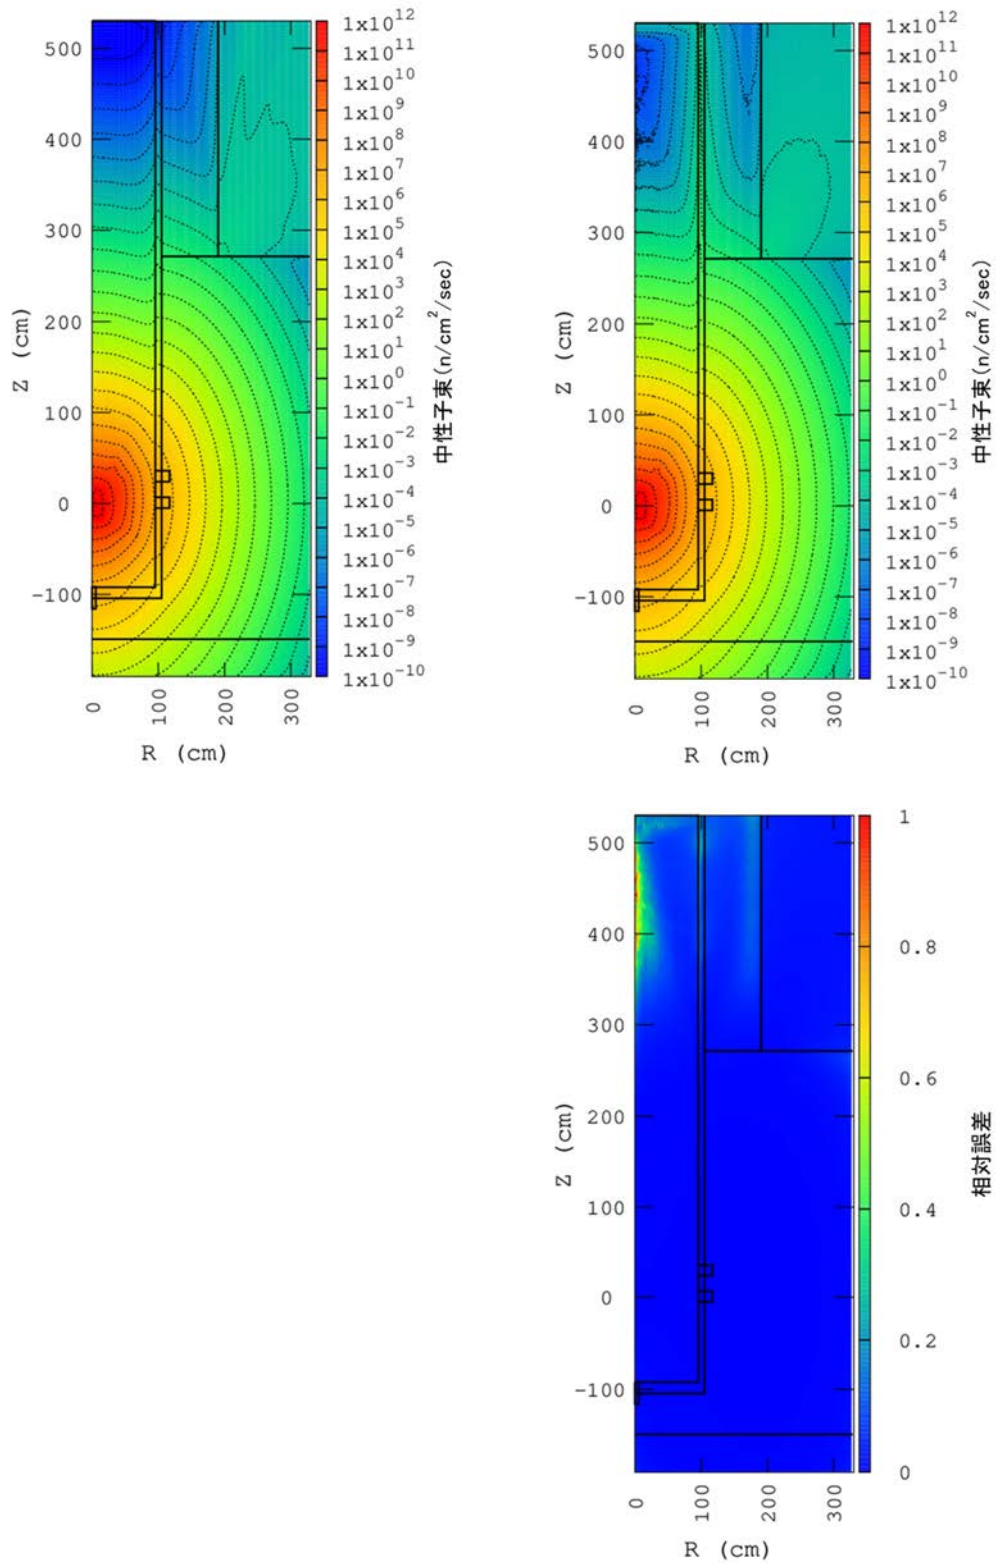 500
400
300
200
100
0
-100
Z (cm)
0
100
200
300
R (cm)
1x10^12
1x10^11
1x10^10
1x10^9
1x10^8
1x10^7
1x10^6
1x10^5
1x10^4
1x10^3
1x10^2
1x10^1
1x10^0
1x10^-1
1x10^-2
1x10^-3
1x10^-4
1x10^-5
1x10^-6
1x10^-7
1x10^-8
1x10^-9
1x10^-10
中性子束(n/cm²/sec)
500
400
300
200
100
0
-100
Z (cm)
0
100
200
300
R (cm)
1x10^12
1x10^11
1x10^10
1x10^9
1x10^8
1x10^7
1x10^6
1x10^5
1x10^4
1x10^3
1x10^2
1x10^1
1x10^0
1x10^-1
1x10^-2
1x10^-3
1x10^-4
1x10^-5
1x10^-6
1x10^-7
1x10^-8
1x10^-9
1x10^-10
中性子束(n/cm²/sec)
500
400
300
200
100
0
-100
Z (cm)
0
100
200
300
R (cm)
1
0.8
0.6
0.4
0.2
0
相対誤差